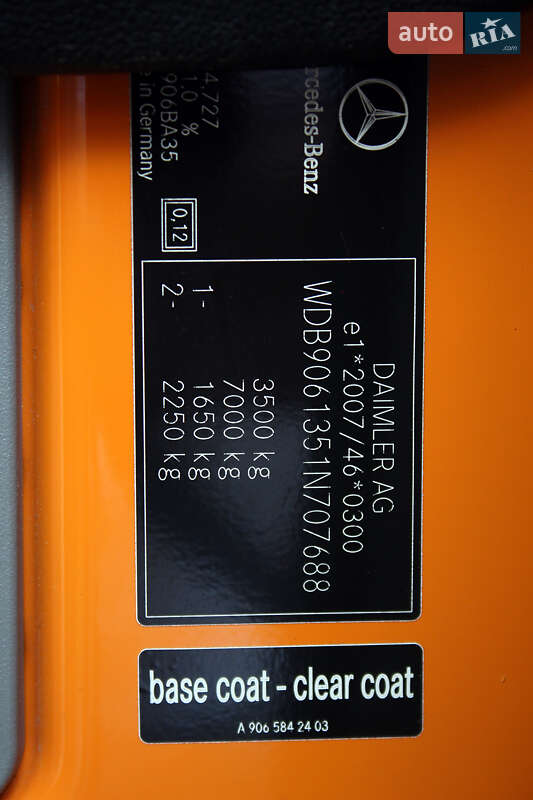 auto RIA
.com
Mercedes-Benz
4.727
1.0 %
906BA35
in Germany
0,12
DAIMLER AG
e1*2007/46*0300
WDB9061351N707688
3500 kg
7000 kg
1- 1650 kg
2- 2250 kg
base coat - clear coat
A 906 584 24 03